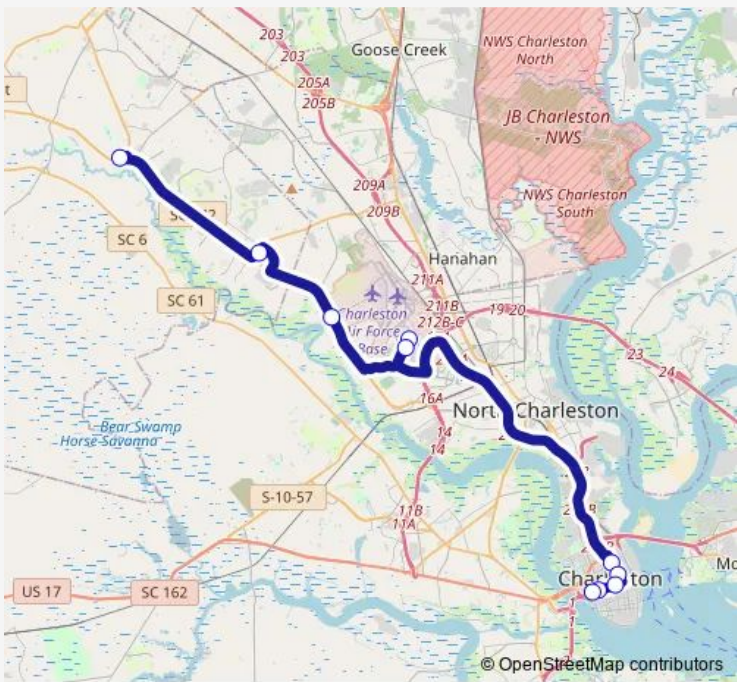 203
Goose Creek
203
NWS Charleston
North
205A
205B
JB Charleston
- NWS
209A
209B
NWS Charleston
South
SC 6
SC 61
Hanahan
211A
211B
212B-C
Charleston
Air Force
Base
19 20
23
24
16A
North Charleston
14
14
Bear Swamp
Horse Savanna
S-10-57
11B
11A
US 17
SC 162
Charleston
Mo
© OpenStreetMap contributors